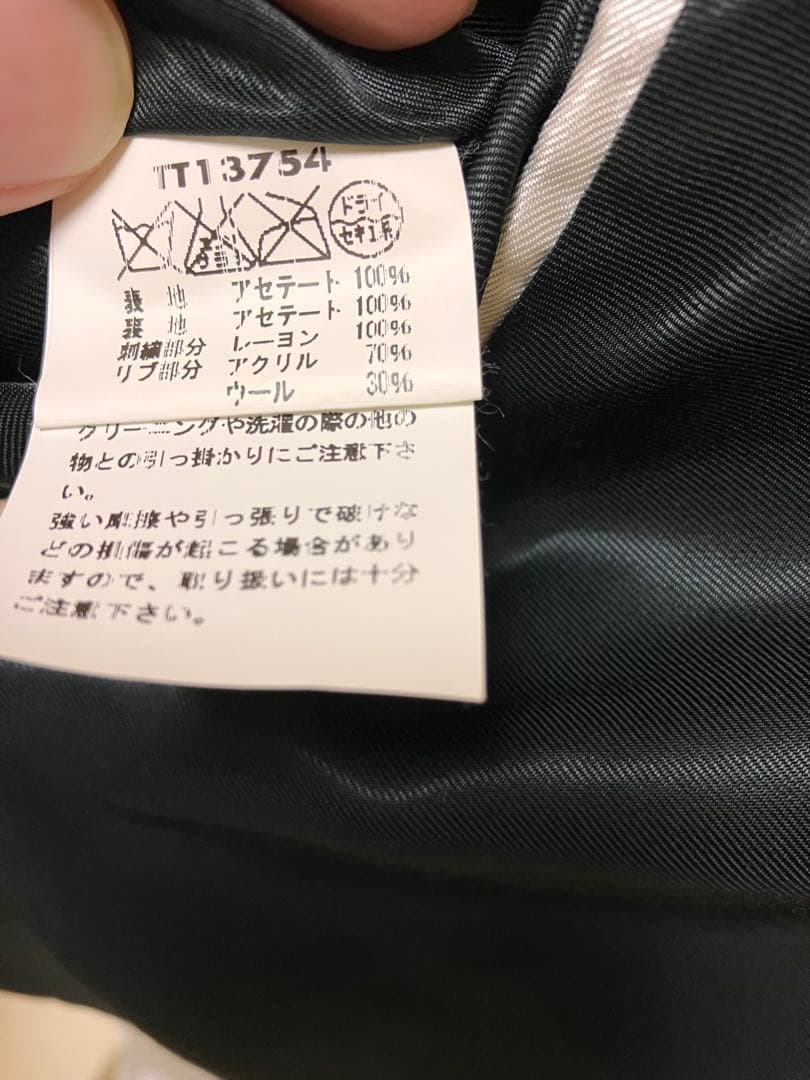 TT13754
ドライ
セキユ系
表 地 アセテート 100%
裏 地 アセテート 100%
刺繍部分 レーヨン 100%
リブ部分 アクリル 70%
ウール 30%
クリーニングや洗濯の際の他の
物との引っ掛かりにご注意下さ
い。
強い摩擦や引っ張りで破けな
どの損傷が起こる場合があり
ますので、取り扱いには十分
ご注意下さい。